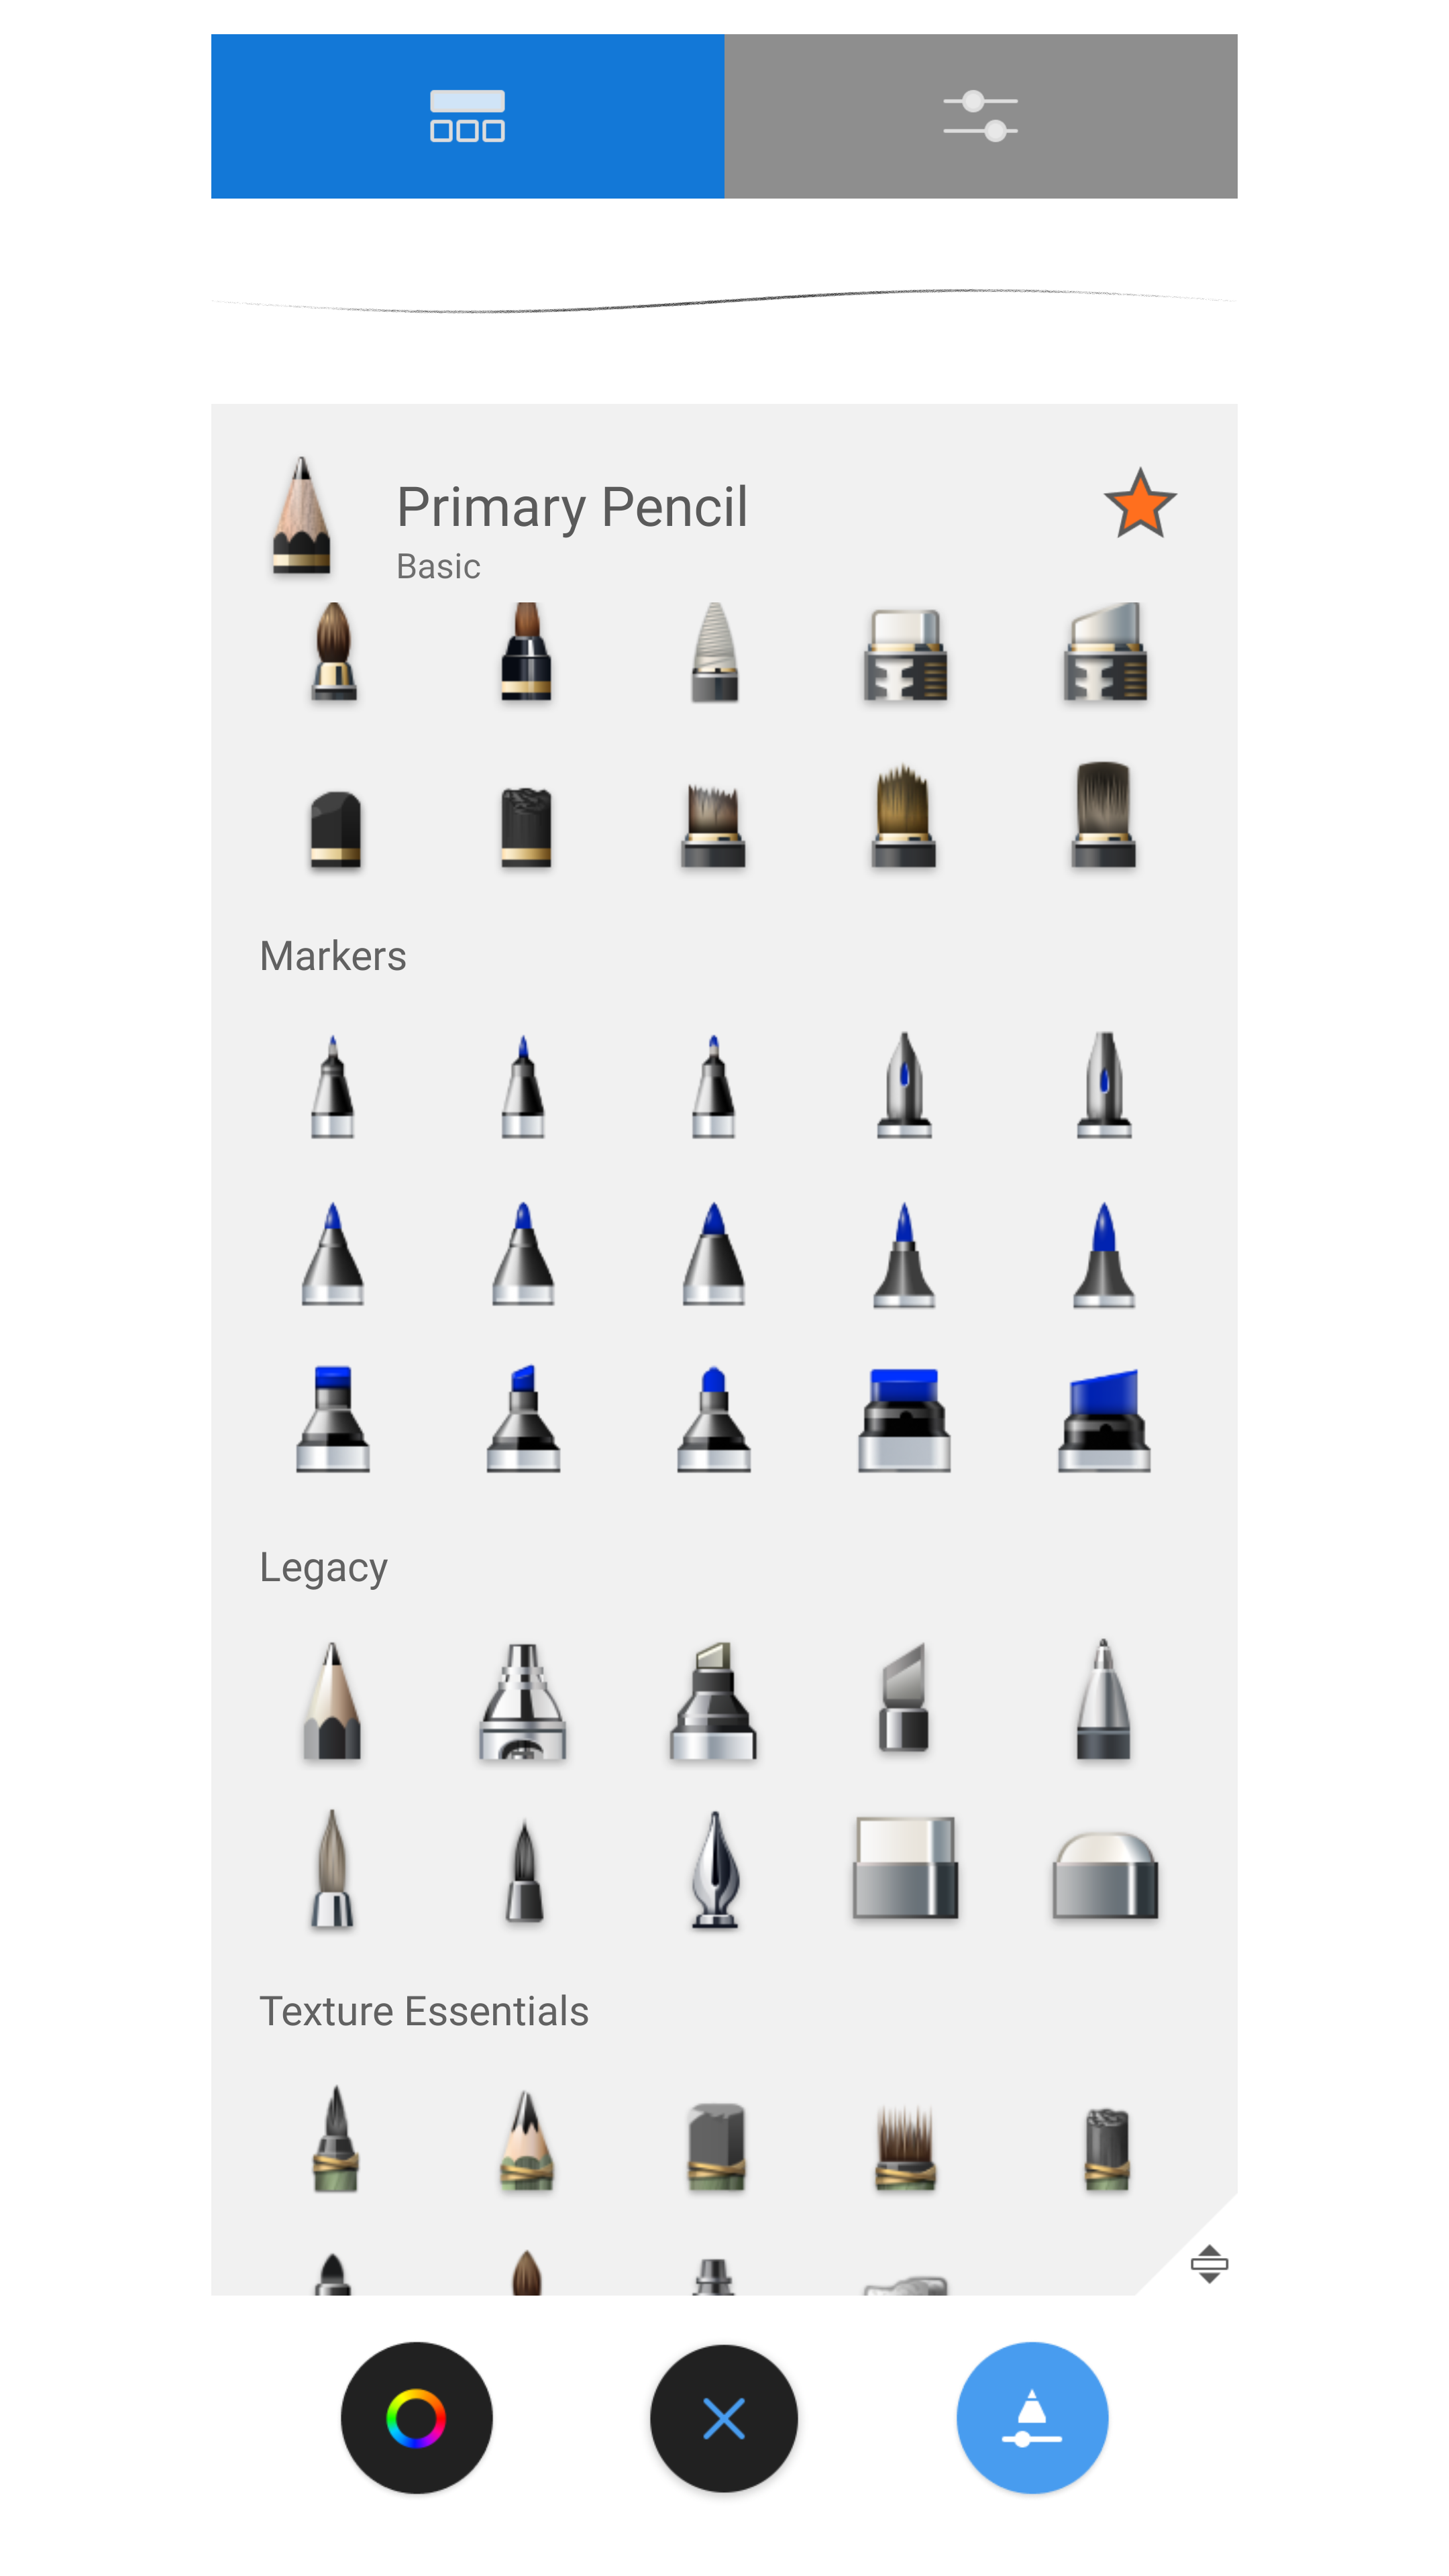 Primary Pencil
Basic
Markers
Legacy
Texture Essentials